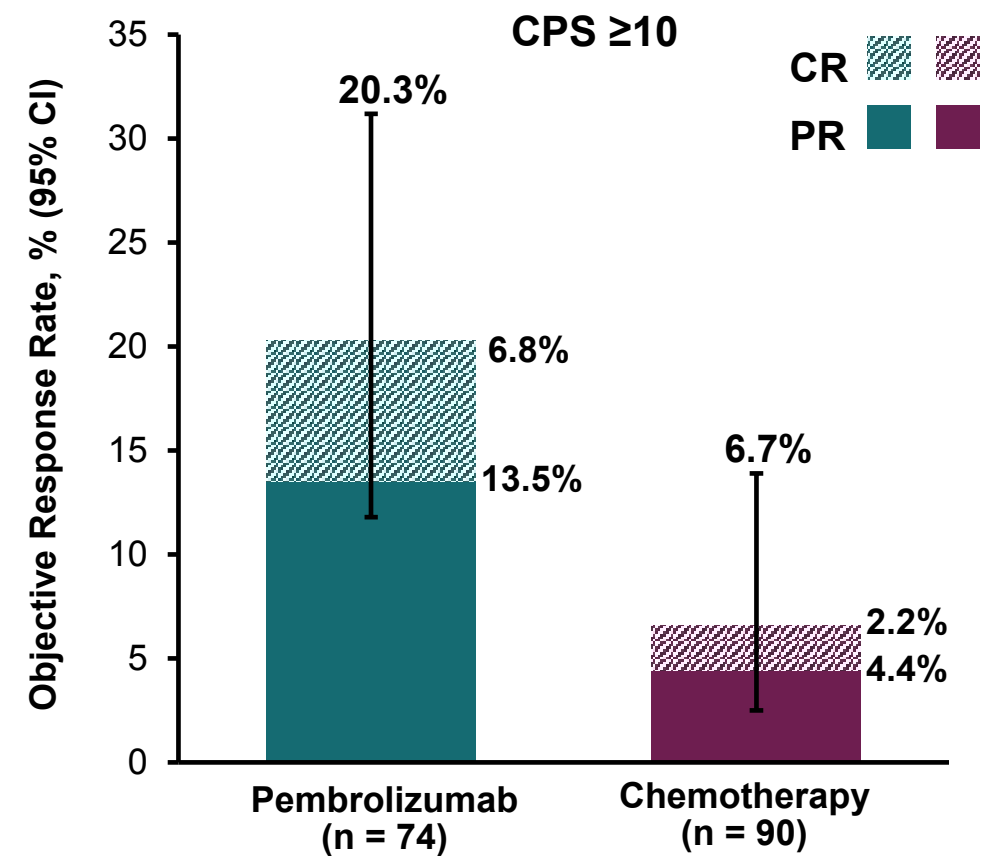 CPS ≥10
CR
PR
Objective Response Rate, % (95% CI)
35
30
25
20
15
10
5
0
20.3%
6.8%
13.5%
6.7%
2.2%
4.4%
Pembrolizumab
(n = 74)
Chemotherapy
(n = 90)